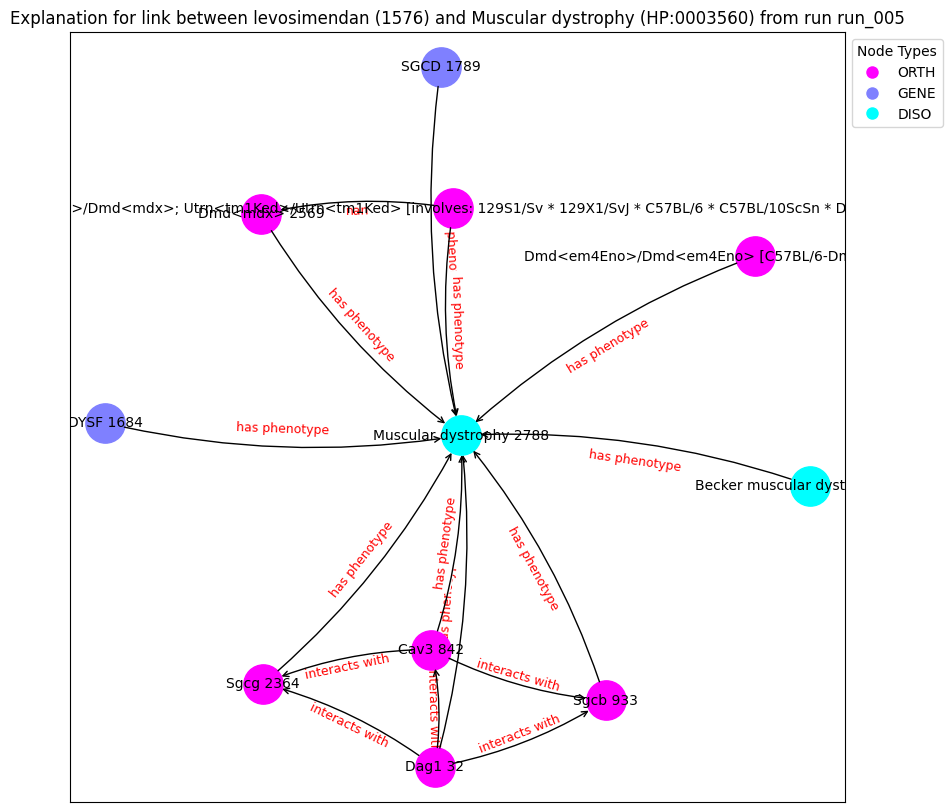 Explanation for link between levosimendan (1576) and Muscular dystrophy (HP:0003560) from run run_005
Node Types
ORTH
GENE
DISO
SGCD 1789
>/Dmd<mdx>; Utrn<tm1Ked>/Utrn<tm1Ked> [involves: 129S1/Sv * 129X1/SvJ * C57BL/6 * C57BL/10ScSn * D
Dmd<mdx> 2569
Dmd<em4Eno>/Dmd<em4Eno> [C57BL/6-Dm
pheno
has phenotype
has phenotype
has phenotype
DYSF 1684
has phenotype
Muscular dystrophy 2788
has phenotype
Becker muscular dyst
has phenotype
has phenotype
has phenotype
has phen
Cav3 842
interacts with
interacts with
Sgcg 2364
interacts with
Sgcb 933
interacts with
interacts with
Dag1 32